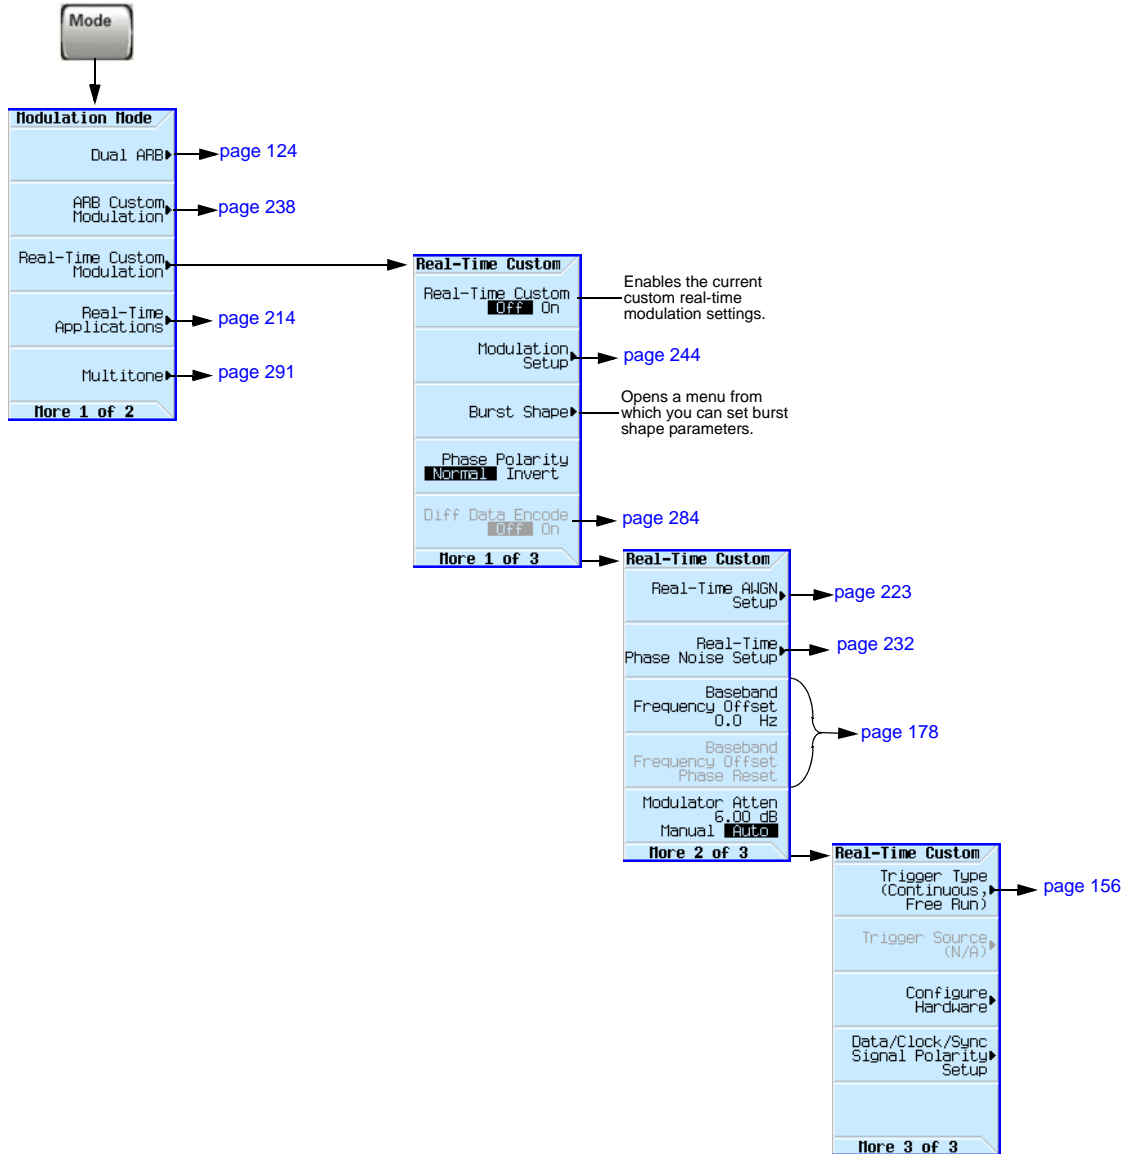 Mode
Modulation Mode
Dual ARB
page 124
ARB Custom
Modulation
page 238
Real-Time Custom
Modulation
Real-Time
Applications
page 214
Multitone
page 291
More 1 of 2
Real-Time Custom
Real-Time Custom
Off On
Enables the current
custom real-time
modulation settings.
Modulation
Setup
page 244
Burst Shape
Opens a menu from
which you can set burst
shape parameters.
Phase Polarity
Normal Invert
Diff Data Encode
Off On
page 284
More 1 of 3
Real-Time Custom
Real-Time AWGN
Setup
page 223
Real-Time
Phase Noise Setup
page 232
Baseband
Frequency Offset
0.0 Hz
Baseband
Frequency Offset
Phase Reset
page 178
Modulator Atten
6.00 dB
Manual Auto
More 2 of 3
Real-Time Custom
Trigger Type
(Continuous,
Free Run)
page 156
Trigger Source
(N/A)
Configure
Hardware
Data/Clock/Sync
Signal Polarity
Setup
More 3 of 3